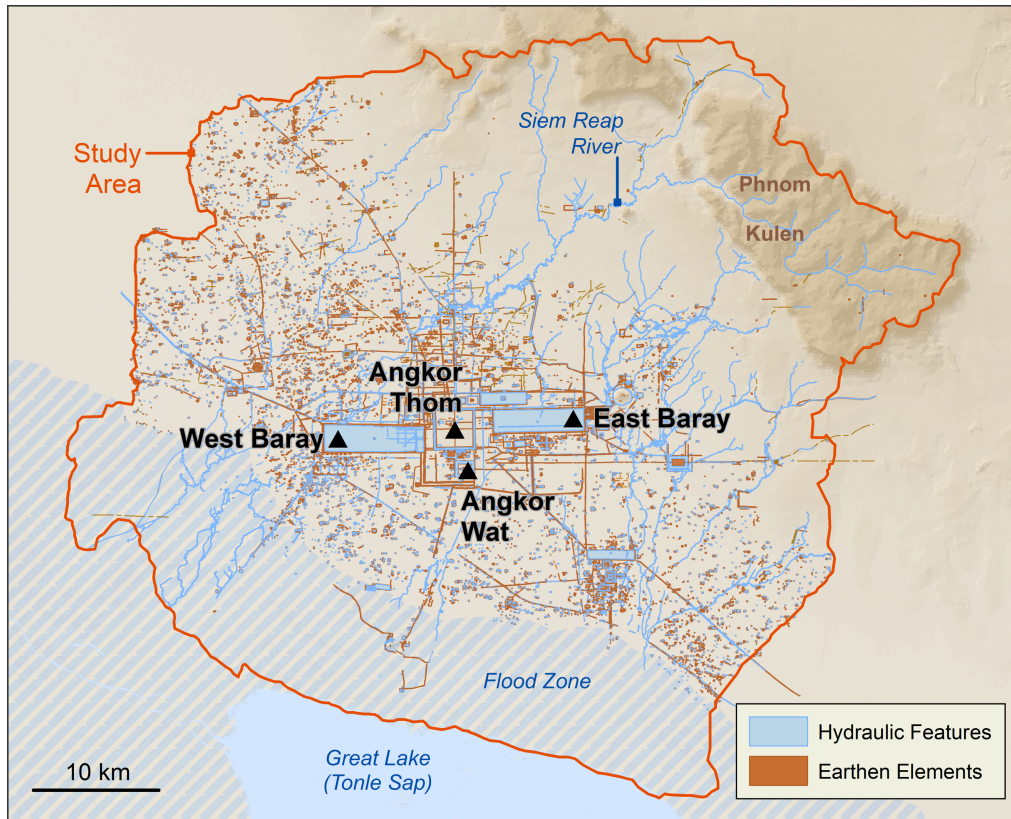 Siem Reap
River
Study
Area
Phnom
Kulen
Angkor
Thom
East Baray
West Baray
Angkor
Wat
Flood Zone
Great Lake
(Tonle Sap)
10 km
Hydraulic Features
Earthen Elements